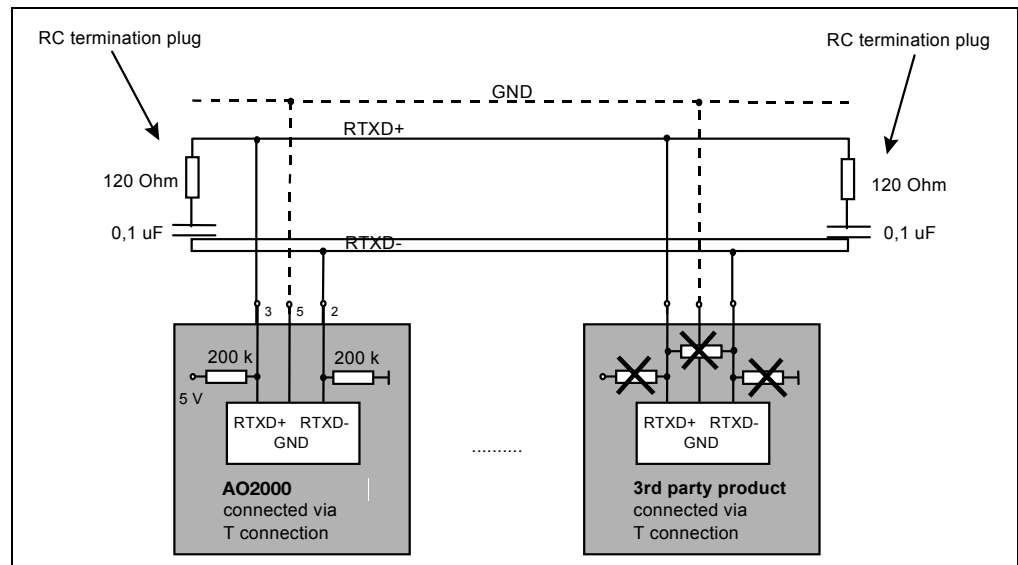 RC termination plug
RC termination plug
GND
RTXD+
120 Ohm
120 Ohm
0,1 uF
0,1 uF
RTXD-
3
5
2
200 k
200 k
5 V
RTXD+ RTXD-
GND
RTXD+ RTXD-
GND
..........
AO2000
connected via
T connection
3rd party product
connected via
T connection